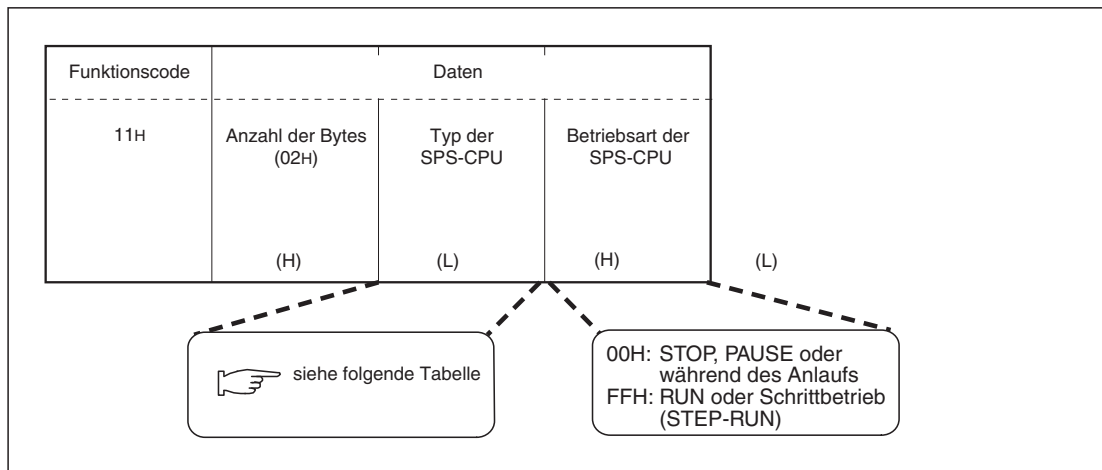 Funktionscode
Daten
11H
Anzahl der Bytes
(02H)
Typ der
SPS-CPU
Betriebsart der
SPS-CPU
(H)
(L)
(H)
(L)
siehe folgende Tabelle
00H: STOP, PAUSE oder
während des Anlaufs
FFH: RUN oder Schrittbetrieb
(STEP-RUN)